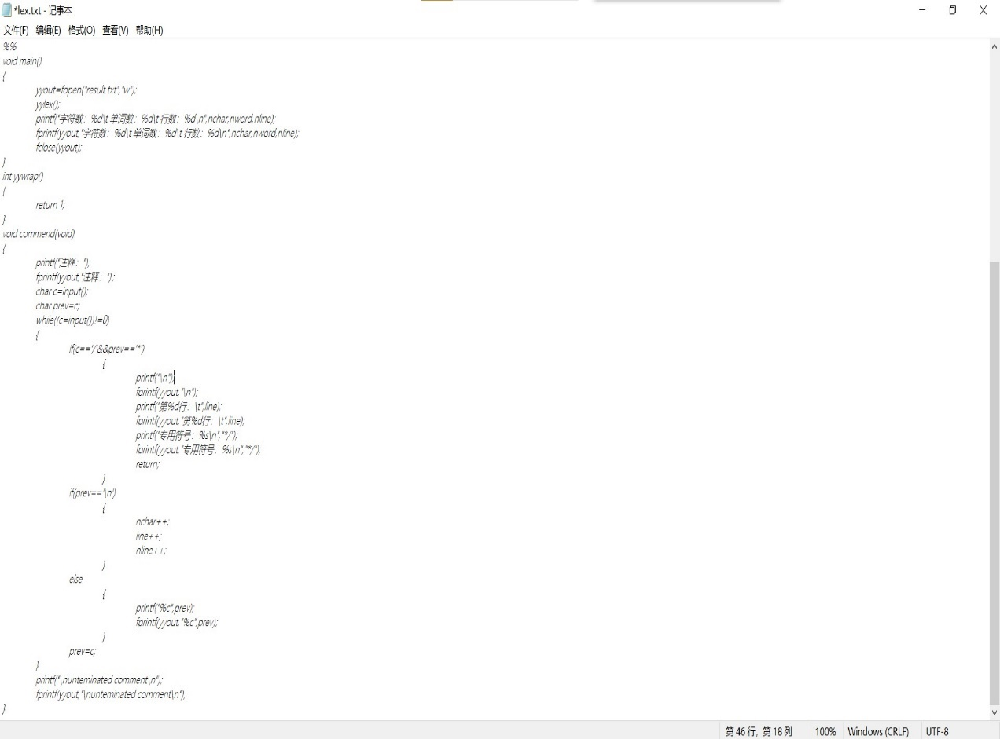 *lex.txt - 记事本
文件(F) 编辑(E) 格式(O) 查看(V) 帮助(H)
%%
void main()
{
yyout=fopen("result.txt","w");
yylex();
printf("字符数：%d\t 单词数：%d\t 行数：%d\n",nchar,nword,nline);
fprintf(yyout,"字符数：%d\t 单词数：%d\t 行数：%d\n",nchar,nword,nline);
fclose(yyout);
}
int yywrap()
{
return 1;
}
void commend(void)
{
printf("注释：");
fprintf(yyout,"注释：");
char c=input();
char prev=c;
while((c=input())!=0)
{
if(c=='/'&&prev=='*')
{
printf("\n");
fprintf(yyout,"\n");
printf("第%d行：\t",line);
fprintf(yyout,"第%d行：\t",line);
printf("专用符号：%s\n","*/");
fprintf(yyout,"专用符号：%s\n","*/");
return;
}
if(prev=='\n')
{
nchar++;
line++;
nline++;
}
else
{
printf("%c",prev);
fprintf(yyout,"%c",prev);
}
prev=c;
}
printf("\nunteminated comment\n");
fprintf(yyout,"\nunteminated comment\n");
}
第 46 行，第 18 列 100% Windows (CRLF) UTF-8